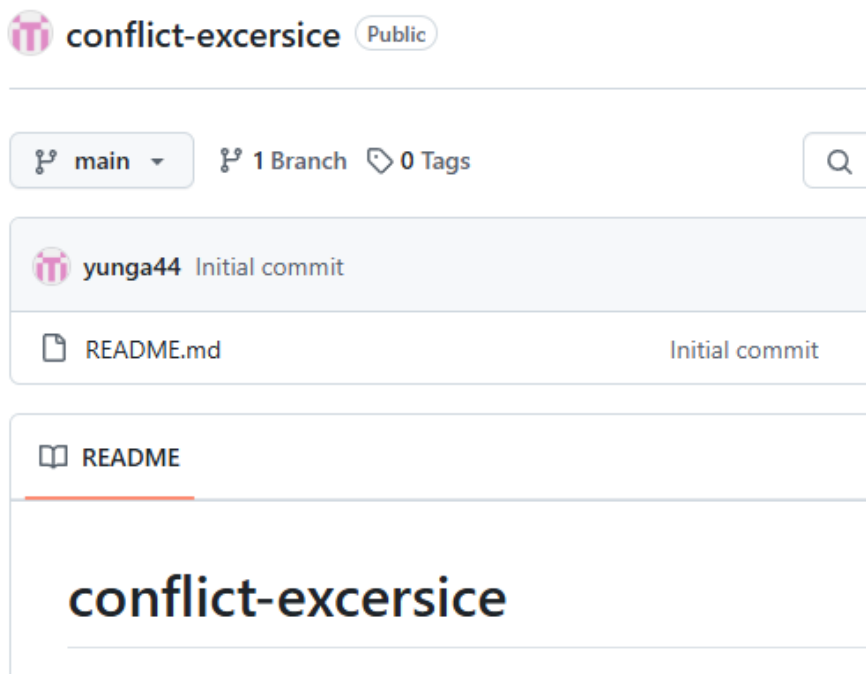 conflict-excersice Public
main 1 Branch 0 Tags
yunga44 Initial commit
README.md Initial commit
README
conflict-excersice